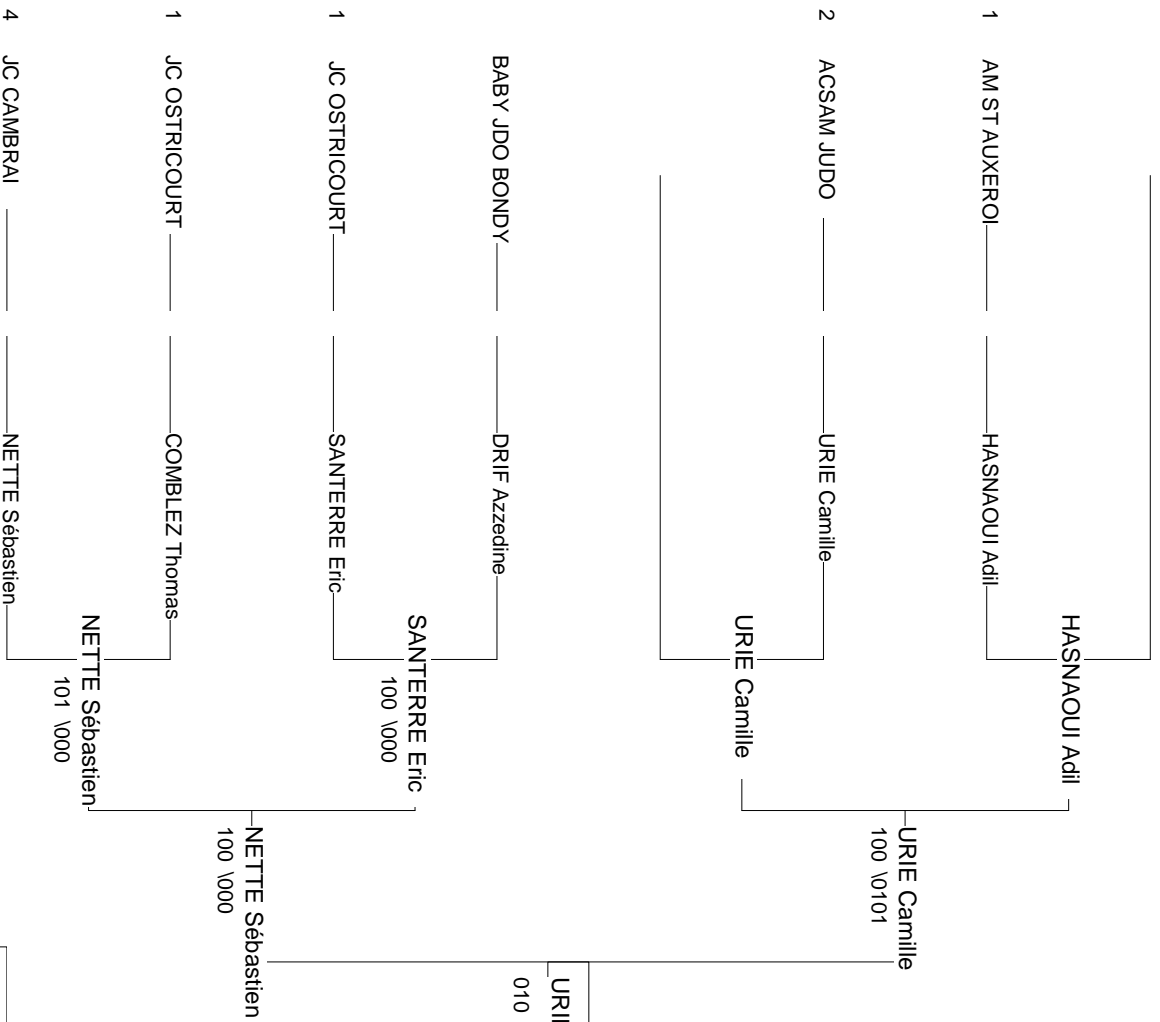 1 AM ST AUXEROI HASNAOUI Adil
HASNAOUI Adil
2 ACSAM JUDO URIE Camille
URIE Camille
URIE Camille
100 \0101
BABY JDO BONDY DRIF Azzedine
1 JC OSTRICOURT SANTERRE Eric
SANTERRE Eric
100 \000
1 JC OSTRICOURT COMBLEZ Thomas
4 JC CAMBRAI NETTE Sébastien
NETTE Sébastien
101 \000
NETTE Sébastien
100 \000
010